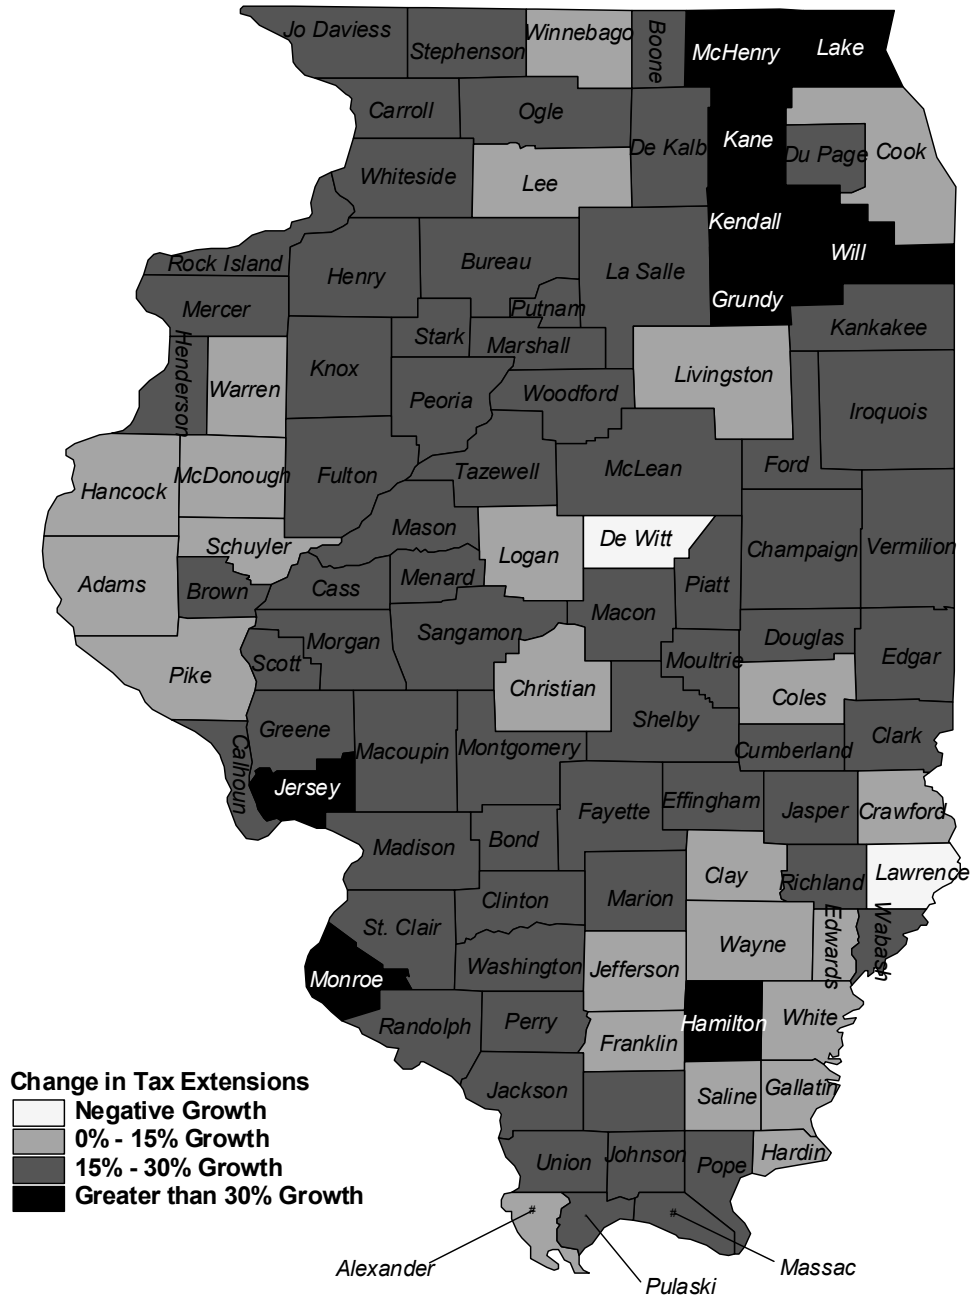 Jo Daviess
Stephenson
Winnebago
Boone
McHenry
Lake
Carroll
Ogle
De Kalb
Kane
Du Page
Cook
Whiteside
Lee
Kendall
Will
Rock Island
Henry
Bureau
La Salle
Grundy
Mercer
Putnam
Kankakee
Stark
Marshall
Henderson
Warren
Knox
Peoria
Woodford
Livingston
Iroquois
Hancock
McDonough
Fulton
Tazewell
McLean
Ford
Mason
Schuyler
Logan
De Witt
Champaign
Vermilion
Adams
Brown
Cass
Menard
Piatt
Macon
Morgan
Sangamon
Douglas
Edgar
Scott
Moultrie
Pike
Christian
Coles
Greene
Shelby
Calhoun
Macoupin
Montgomery
Cumberland
Clark
Jersey
Fayette
Effingham
Jasper
Crawford
Madison
Bond
Clay
Richland
Lawrence
Clinton
Marion
St. Clair
Wayne
Edwards
Wabash
Monroe
Washington
Jefferson
Randolph
Perry
Franklin
Hamilton
White
Jackson
Saline
Gallatin
Union
Johnson
Pope
Hardin
#
#
Alexander
Pulaski
Massac
Change in Tax Extensions
Negative Growth
0% - 15% Growth
15% - 30% Growth
Greater than 30% Growth